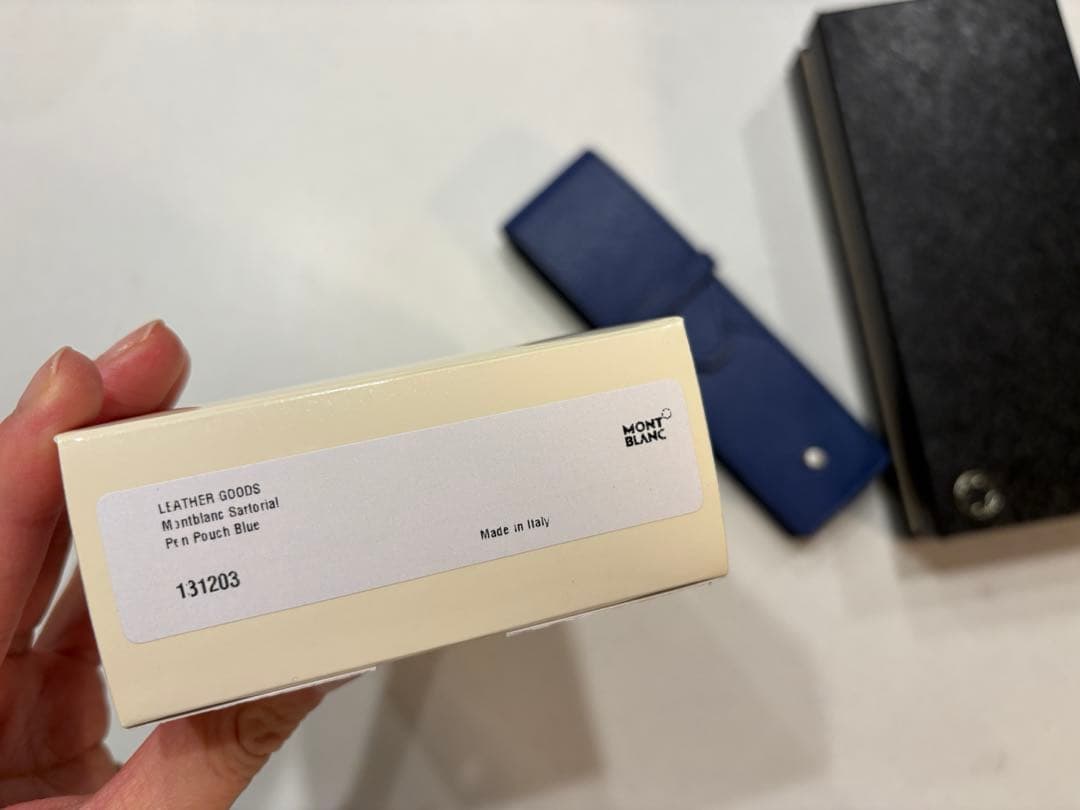 LEATHER GOODS
Montblanc Sartorial
Pen Pouch Blue
131203
MONT
BLANC
Made in Italy